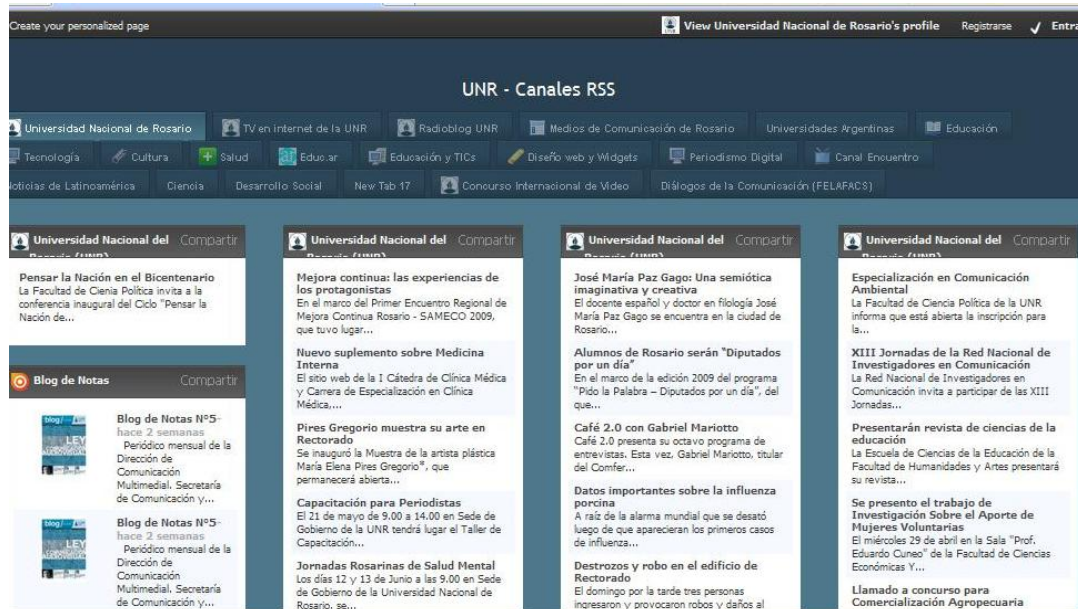 Create your personalized page
View Universidad Nacional de Rosario's profile
Registrarse
UNR - Canales RSS
Universidad Nacional de Rosario
TV en internet de la UNR
Radioblog UNR
Medios de Comunicación de Rosario
Universidades Argentinas
Educación
Tecnología
Cultura
Salud
Educ.ar
Educación y TICs
Diseño web y Widgets
Periodismo Digital
Canal Encuentro
de Latinoamérica
Ciencia
Desarrollo Social
New Tab 17
Concurso Internacional de Video
Diálogos de la Comunicación (FELAFACS)
Universidad Nacional del
Compartir
Pensar la Nación en el Bicentenario
La Facultad de Cienia Política invita a la
conferencia inaugural del Ciclo "Pensar la
Nación de...
Blog de Notas
Compartir
Blog de Notas N°5-
hace 2 semanas
Periódico mensual de la
Dirección de
Comunicación
Multimedial. Secretaría
de Comunicación y...
Blog de Notas N°5-
hace 2 semanas
Periódico mensual de la
Dirección de
Comunicación
Multimedial. Secretaría
de Comunicación y...
Universidad Nacional del
Compartir
Mejora continua: las experiencias de
los protagonistas
En el marco del Primer Encuentro Regional de
Mejora Continua Rosario - SAMECO 2009,
que tuvo lugar...
Nuevo suplemento sobre Medicina
Interna
El sitio web de la I Cátedra de Clínica Médica
y Carrera de Especialización en Clínica
Médica,...
Pires Gregorio muestra su arte en
Rectorado
Se inauguró la Muestra de la artista plástica
María Elena Pires Gregorio*, que
permanecerá abierta...
Capacitación para Periodistas
El 21 de mayo de 9.00 a 14.00 en Sede de
Gobierno de la UNR tendrá lugar el Taller de
Capacitación...
Jornadas Rosarinas de Salud Mental
Los días 12 y 13 de Junio a las 9.00 en Sede
de Gobierno de la Universidad Nacional de
Rosario, se...
Universidad Nacional del
Compartir
José María Paz Gago: Una semiótica
imaginativa y creativa
El docente español y doctor en filología José
María Paz Gago se encuentra en la ciudad de
Rosario...
Alumnos de Rosario serán "Diputados
por un día"
En el marco de la edición 2009 del programa
"Pido la Palabra – Diputados por un día", del
que...
Café 2.0 con Gabriel Mariotto
Café 2.0 presenta su octavo programa de
entrevistas. Esta vez, Gabriel Mariotto, titular
del Comfer...
Datos importantes sobre la influenza
porcina
A raíz de la alarma mundial que se desató
luego de que aparecieran los primeros casos
de influenza...
Destrozos y robo en el edificio de
Rectorado
El domingo por la tarde tres personas
ingresaron y provocaron robos y daños al
Universidad Nacional del
Compartir
Especialización en Comunicación
Ambiental
La Facultad de Ciencia Política de la UNR
informa que está abierta la inscripción para
la...
XIII Jornadas de la Red Nacional de
Investigadores en Comunicación
La Red Nacional de Investigadores en
Comunicación invita a participar de las XIII
Jornadas...
Presentarán revista de ciencias de la
educación
La Escuela de Ciencias de la Educación de la
Facultad de Humanidades y Artes presentará
su revista...
Se presento el trabajo de
Investigación Sobre el Aporte de
Mujeres Voluntarias
El miércoles 29 de abril en la Sala "Prof.
Eduardo Cuneo" de la Facultad de Ciencias
Económicas Y...
Llamado a concurso para
Comercialización Agropecuaria